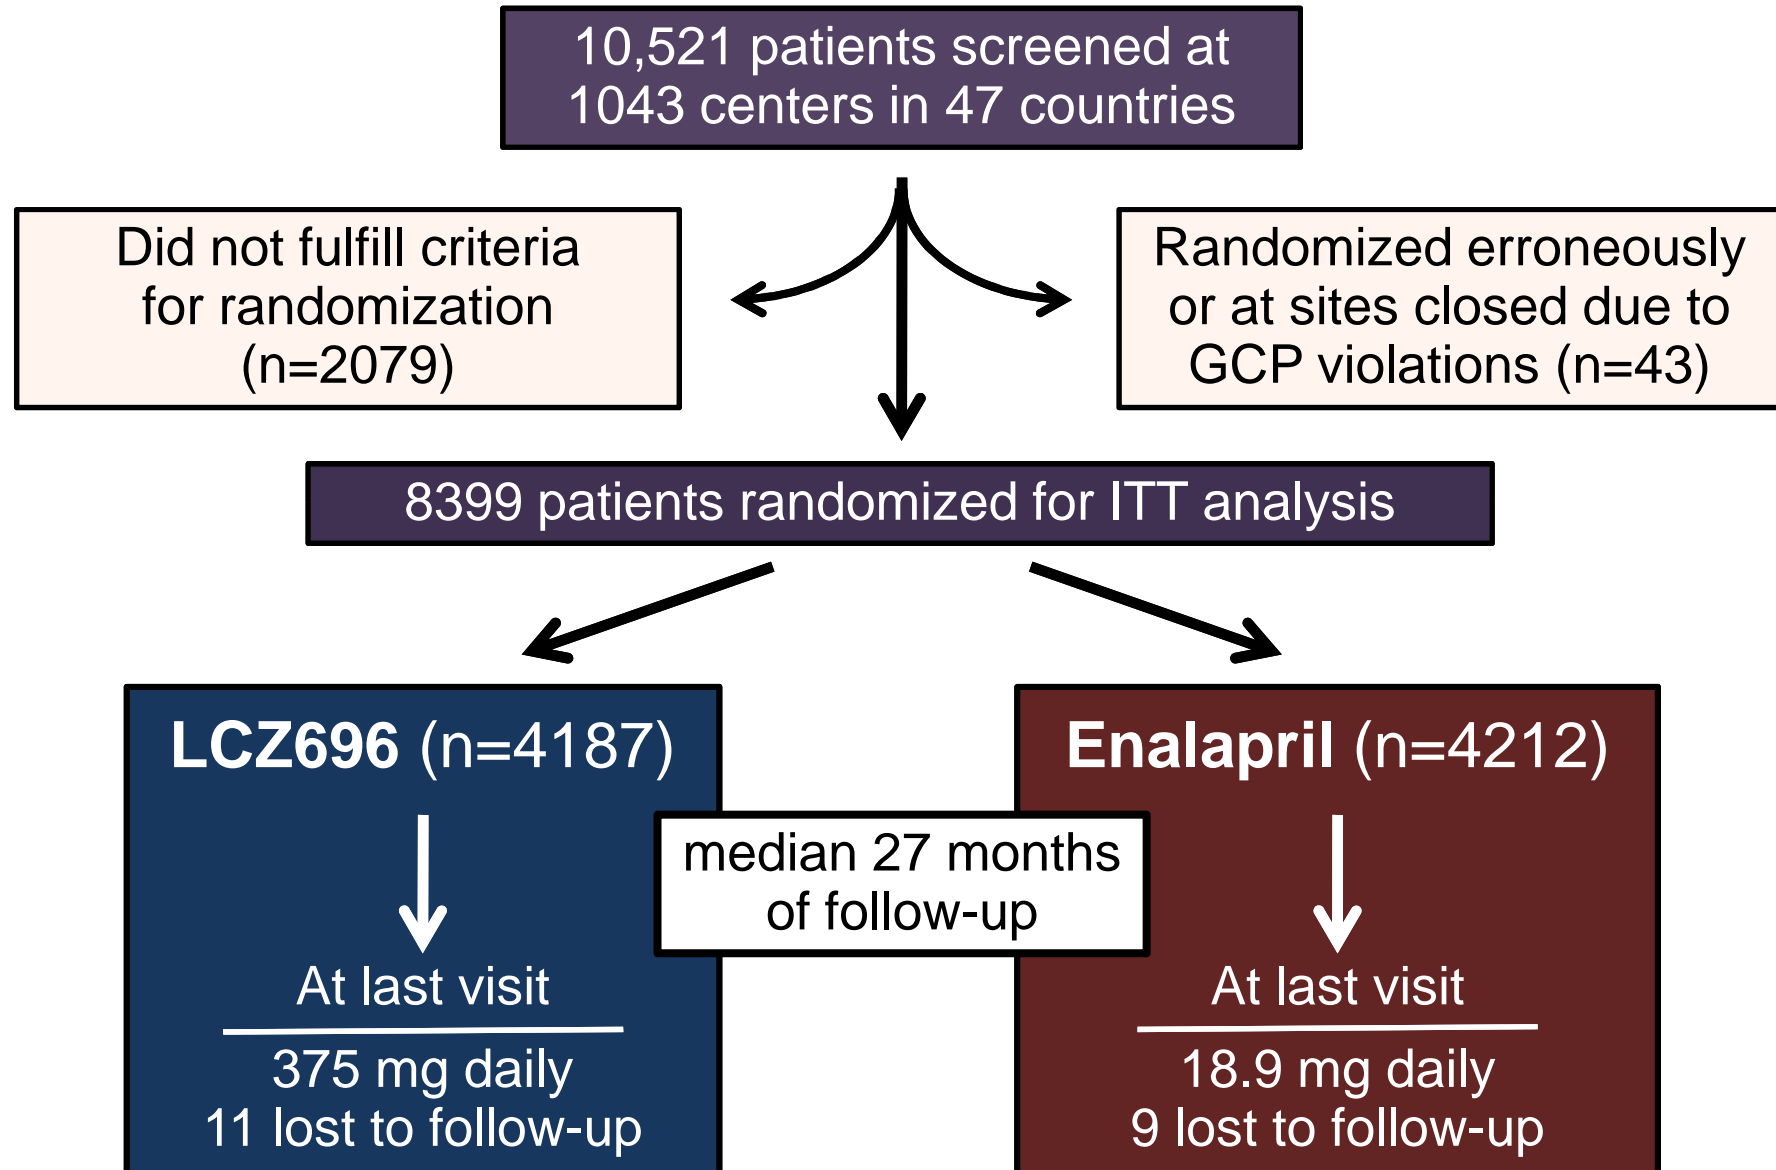 10,521 patients screened at
1043 centers in 47 countries
Did not fulfill criteria
for randomization
(n=2079)
Randomized erroneously
or at sites closed due to
GCP violations (n=43)
8399 patients randomized for ITT analysis
LCZ696 (n=4187)
Enalapril (n=4212)
median 27 months
of follow-up
At last visit
375 mg daily
11 lost to follow-up
At last visit
18.9 mg daily
9 lost to follow-up